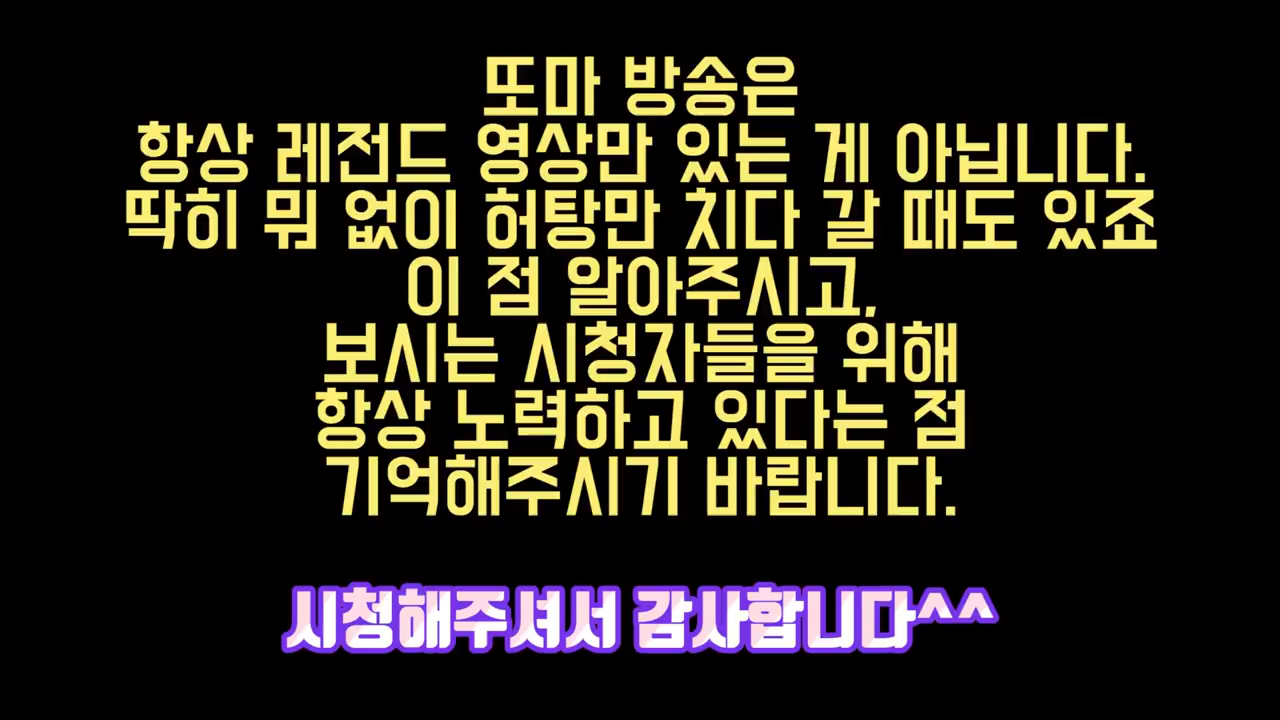 또마 방송은
항상 레전드 영상만 있는 게 아닙니다.
딱히 뭐 없이 허탕만 치다 갈 때도 있죠
이 점 알아주시고,
보시는 시청자들을 위해
항상 노력하고 있다는 점
기억해주시기 바랍니다.
시청해주셔서 감사합니다^^